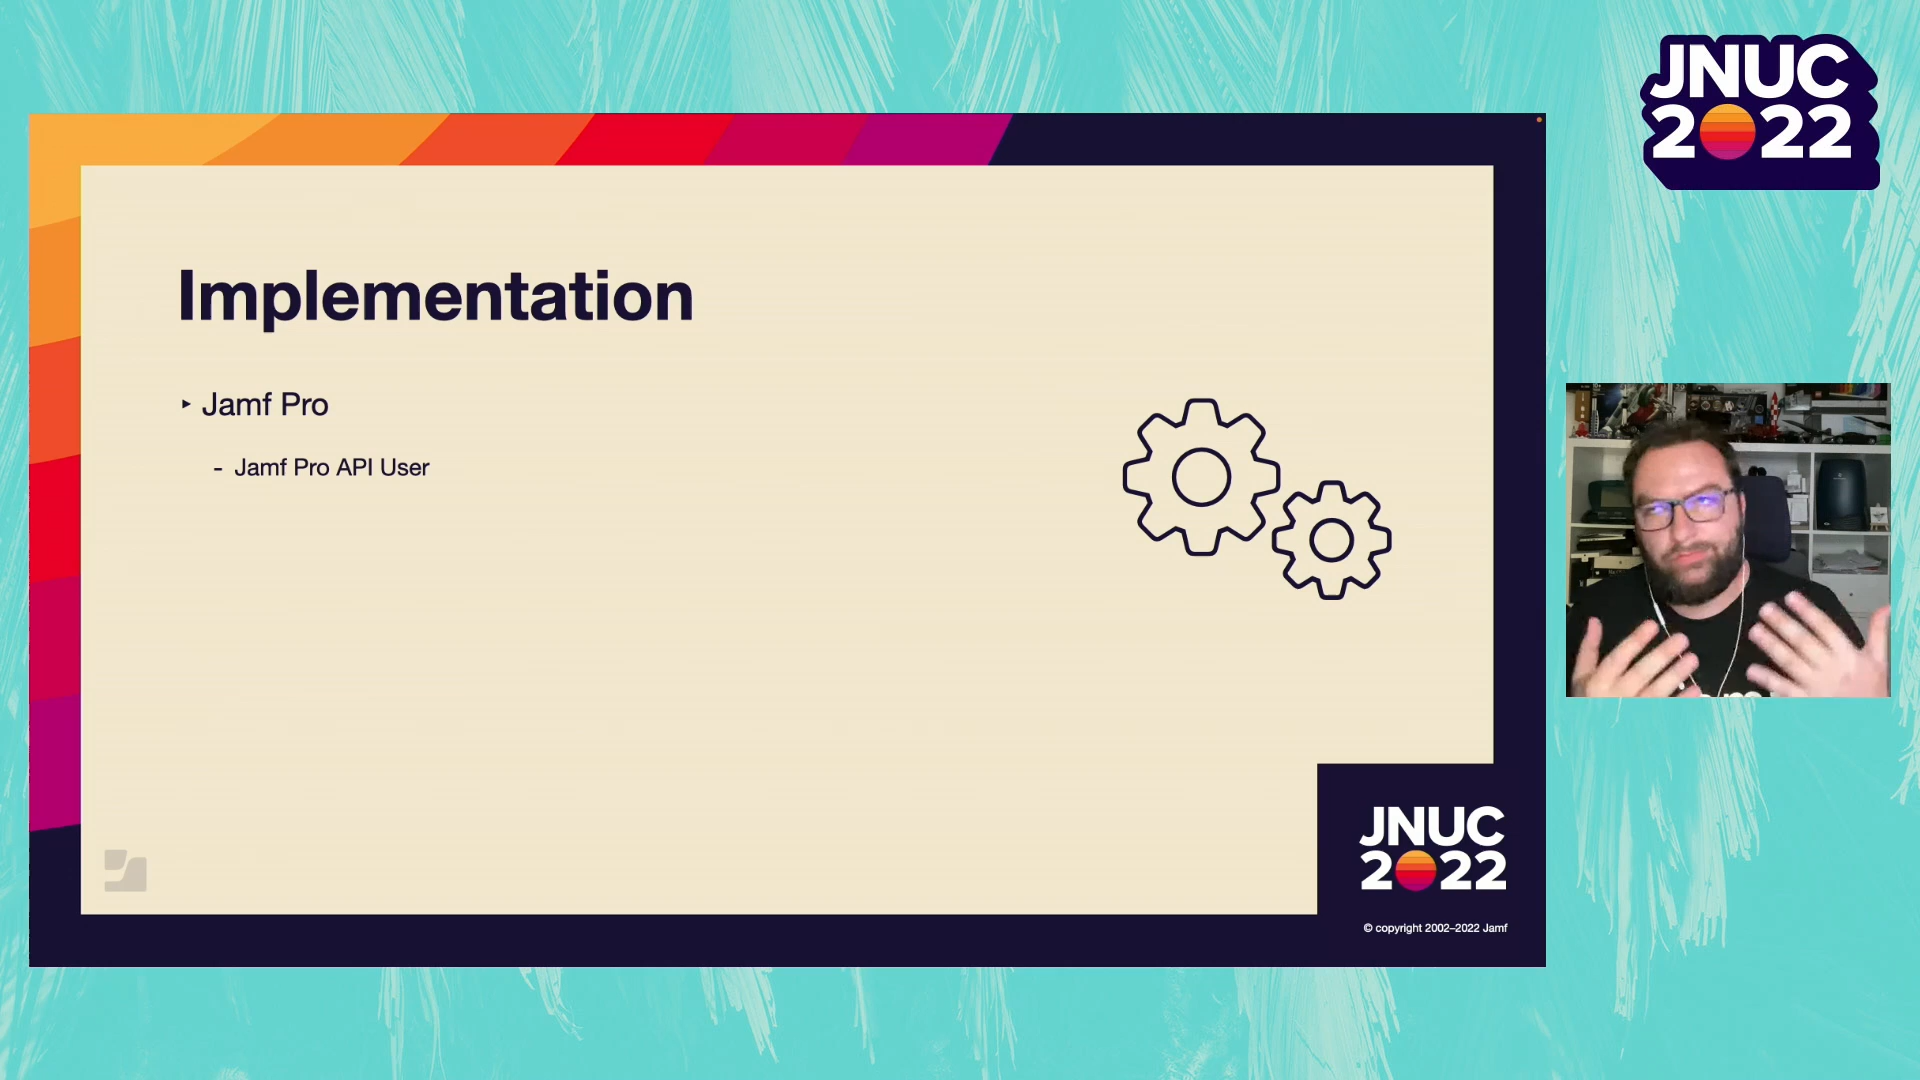 JNUC
2022
Implementation
‣ Jamf Pro
- Jamf Pro API User
JNUC
2022
© copyright 2002–2022 Jamf